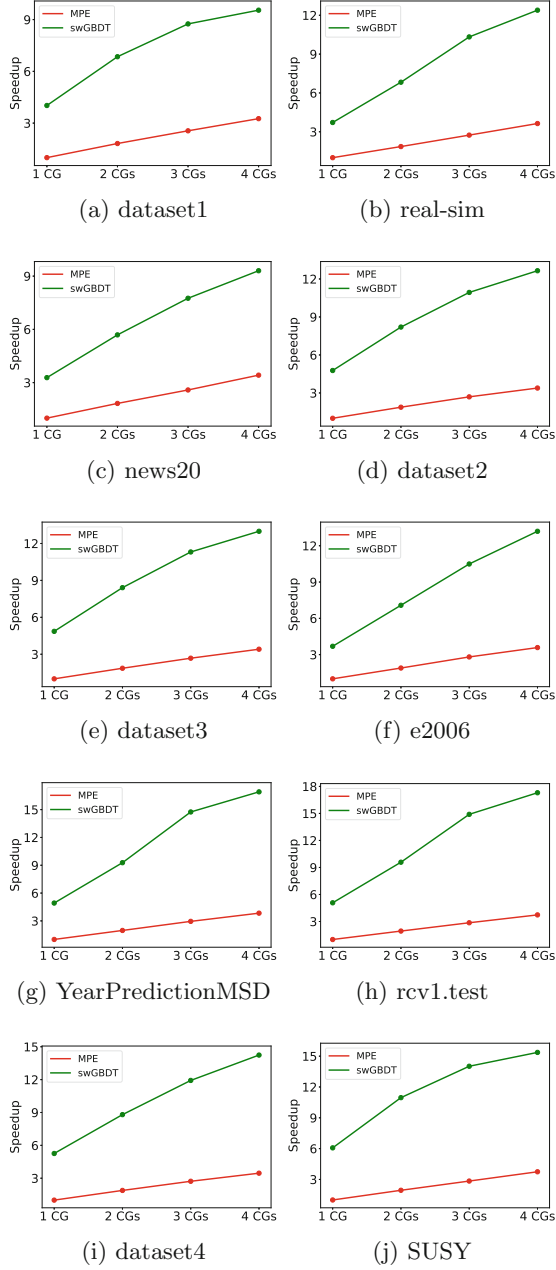 MPE
swGBDT
Speedup
9
6
3
1 CG 2 CGs 3 CGs 4 CGs
(a) dataset1
MPE
swGBDT
Speedup
12
9
6
3
1 CG 2 CGs 3 CGs 4 CGs
(b) real-sim
MPE
swGBDT
Speedup
9
6
3
1 CG 2 CGs 3 CGs 4 CGs
(c) news20
MPE
swGBDT
Speedup
12
9
6
3
1 CG 2 CGs 3 CGs 4 CGs
(d) dataset2
MPE
swGBDT
Speedup
12
9
6
3
1 CG 2 CGs 3 CGs 4 CGs
(e) dataset3
MPE
swGBDT
Speedup
12
9
6
3
1 CG 2 CGs 3 CGs 4 CGs
(f) e2006
MPE
swGBDT
Speedup
15
12
9
6
3
1 CG 2 CGs 3 CGs 4 CGs
(g) YearPredictionMSD
MPE
swGBDT
Speedup
18
15
12
9
6
3
1 CG 2 CGs 3 CGs 4 CGs
(h) rcv1.test
MPE
swGBDT
Speedup
15
12
9
6
3
1 CG 2 CGs 3 CGs 4 CGs
(i) dataset4
MPE
swGBDT
Speedup
15
12
9
6
3
1 CG 2 CGs 3 CGs 4 CGs
(j) SUSY